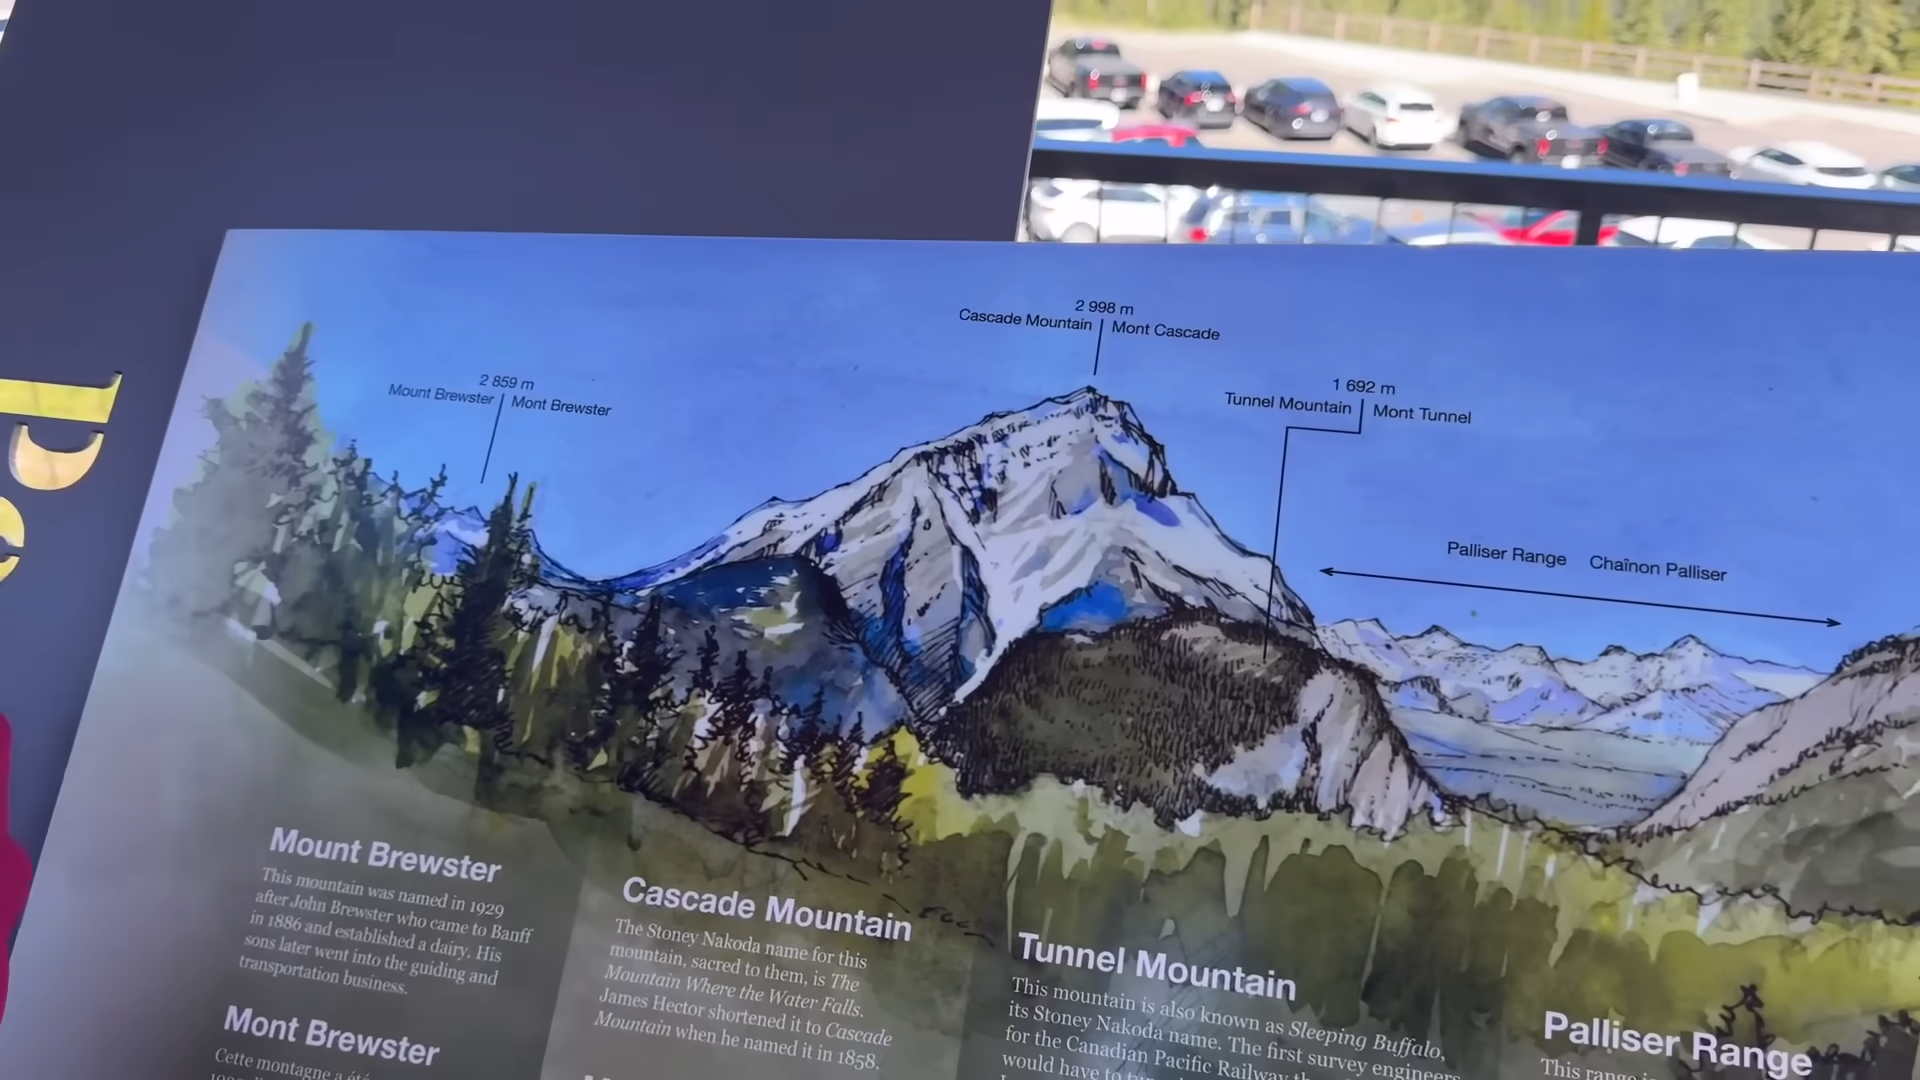 2 998 m
Cascade Mountain | Mont Cascade
2 859 m
Mount Brewster | Mont Brewster
1 692 m
Tunnel Mountain | Mont Tunnel
Palliser Range Chaînon Palliser
Mount Brewster
This mountain was named in 1929
after John Brewster who came to Banff
in 1886 and established a dairy. His
sons later went into the guiding and
transportation business.
Mont Brewster
Cette montagne a été
Cascade Mountain
The Stoney Nakoda name for this
mountain, sacred to them, is The
Mountain Where the Water Falls.
James Hector shortened it to Cascade
Mountain when he named it in 1858.
Tunnel Mountain
This mountain is also known as Sleeping Buffalo,
its Stoney Nakoda name. The first survey engineers
for the Canadian Pacific Railway
would have to
Palliser Range
This range